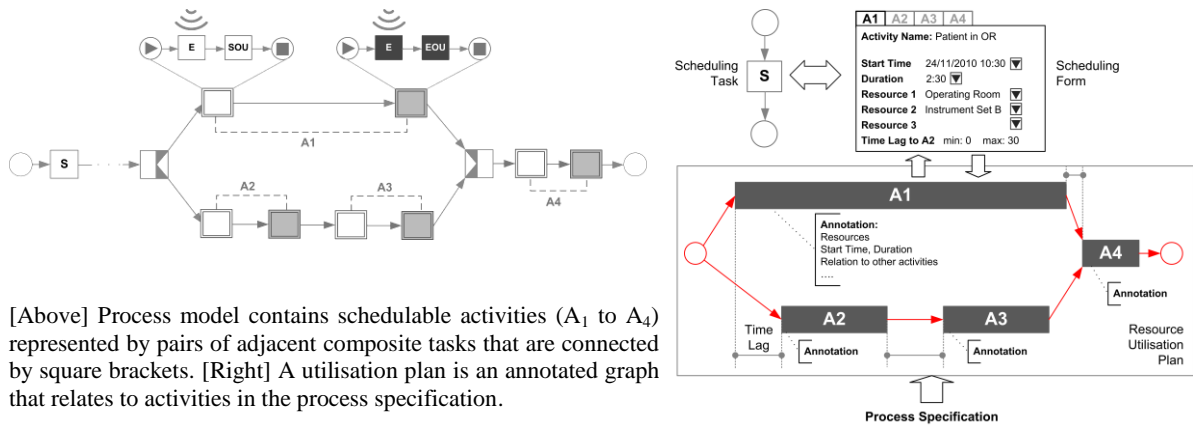 E
SOU
E
EOU
A1
S
A2
A3
A4
[Above] Process model contains schedulable activities (A1 to A4)
represented by pairs of adjacent composite tasks that are connected
by square brackets. [Right] A utilisation plan is an annotated graph
that relates to activities in the process specification.
A1 A2 A3 A4
Activity Name: Patient in OR
Scheduling
Task
S
Start Time 24/11/2010 10:30
Duration 2:30
Resource 1 Operating Room
Resource 2 Instrument Set B
Resource 3
Time Lag to A2 min: 0 max: 30
Scheduling
Form
A1
Annotation:
Resources
Start Time, Duration
Relation to other activities
....
A4
Annotation
A2
A3
Time
Lag
Annotation
Annotation
Resource
Utilisation
Plan
Process Specification